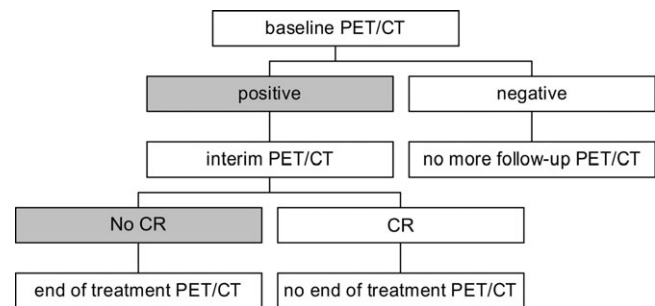 baseline PET/CT
positive
negative
interim PET/CT
no more follow-up PET/CT
No CR
CR
end of treatment PET/CT
no end of treatment PET/CT